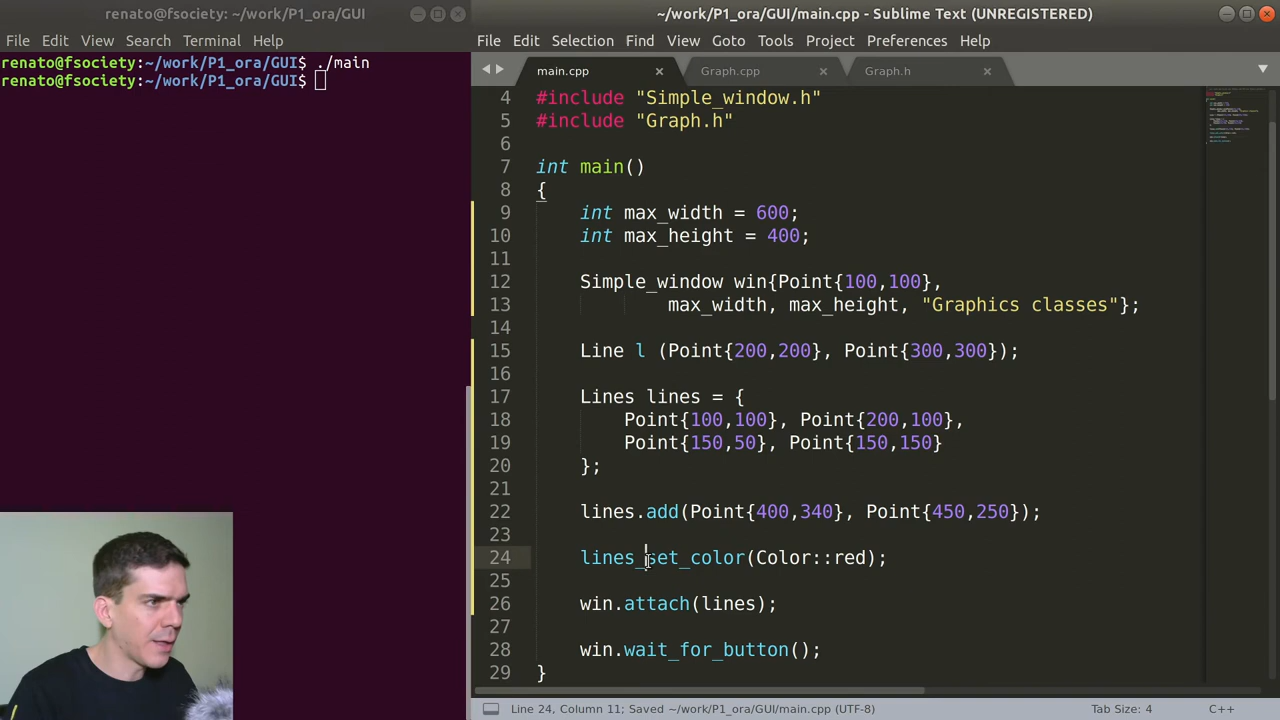 renato@fsociety: ~/work/P1_ora/GUI
File Edit View Search Terminal Help
renato@fsociety:~/work/P1_ora/GUI$ ./main
renato@fsociety:~/work/P1_ora/GUI$
~/work/P1_ora/GUI/main.cpp - Sublime Text (UNREGISTERED)
File Edit Selection Find View Goto Tools Project Preferences Help
main.cpp Graph.cpp Graph.h
4 #include "Simple_window.h"
5 #include "Graph.h"
6
7 int main()
8 {
9 int max_width = 600;
10 int max_height = 400;
11
12 Simple_window win{Point{100,100},
13 max_width, max_height, "Graphics classes"};
14
15 Line l (Point{200,200}, Point{300,300});
16
17 Lines lines = {
18 Point{100,100}, Point{200,100},
19 Point{150,50}, Point{150,150}
20 };
21
22 lines.add(Point{400,340}, Point{450,250});
23
24 lines_set_color(Color::red);
25
26 win.attach(lines);
27
28 win.wait_for_button();
29 }
Line 24, Column 11; Saved ~/work/P1_ora/GUI/main.cpp (UTF-8) Tab Size: 4 C++